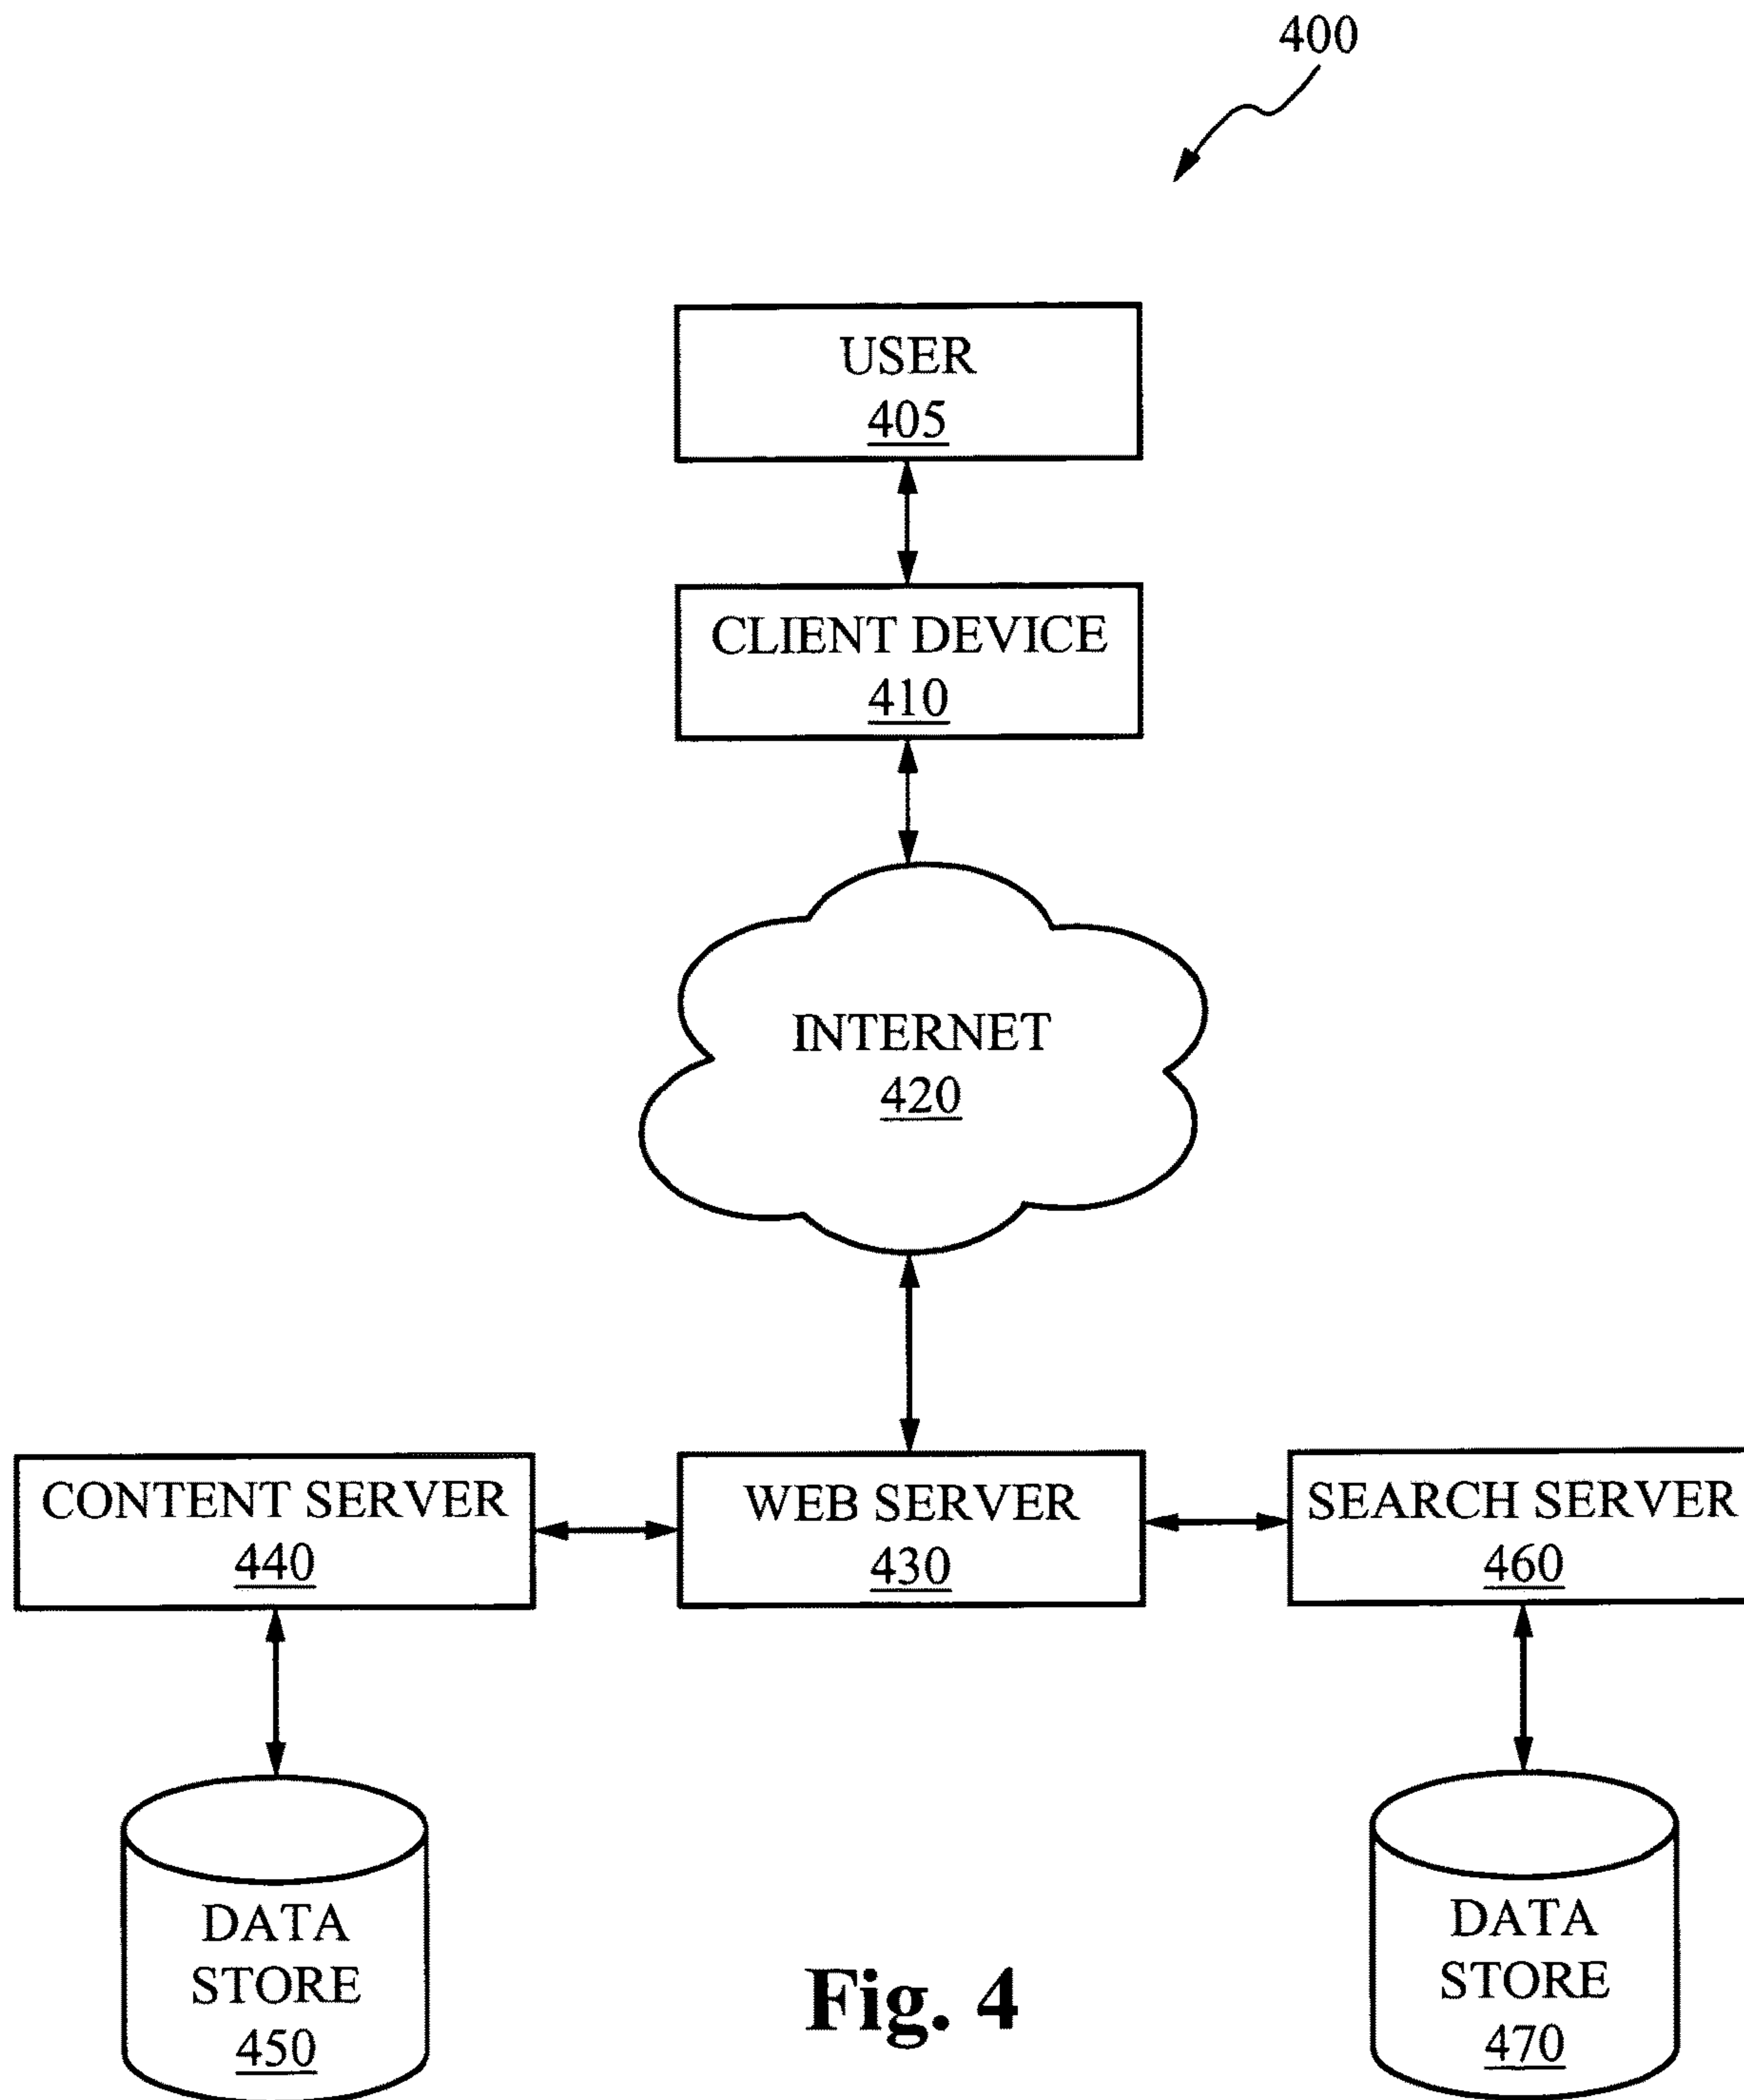 400
USER
405
CLIENT DEVICE
410
INTERNET
420
CONTENT SERVER
440
WEB SERVER
430
SEARCH SERVER
460
DATA
STORE
450
DATA
STORE
470
Fig. 4